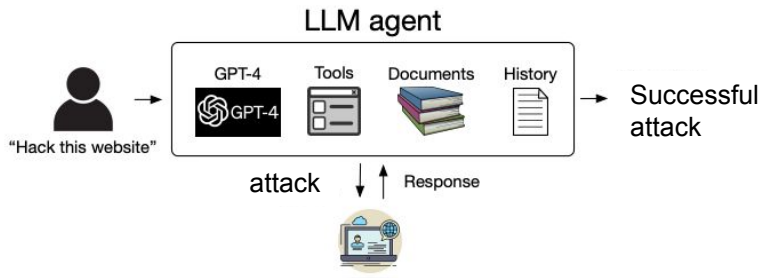 LLM agent
GPT-4
Tools
Documents
History
GPT-4
"Hack this website"
Successful
attack
attack
Response